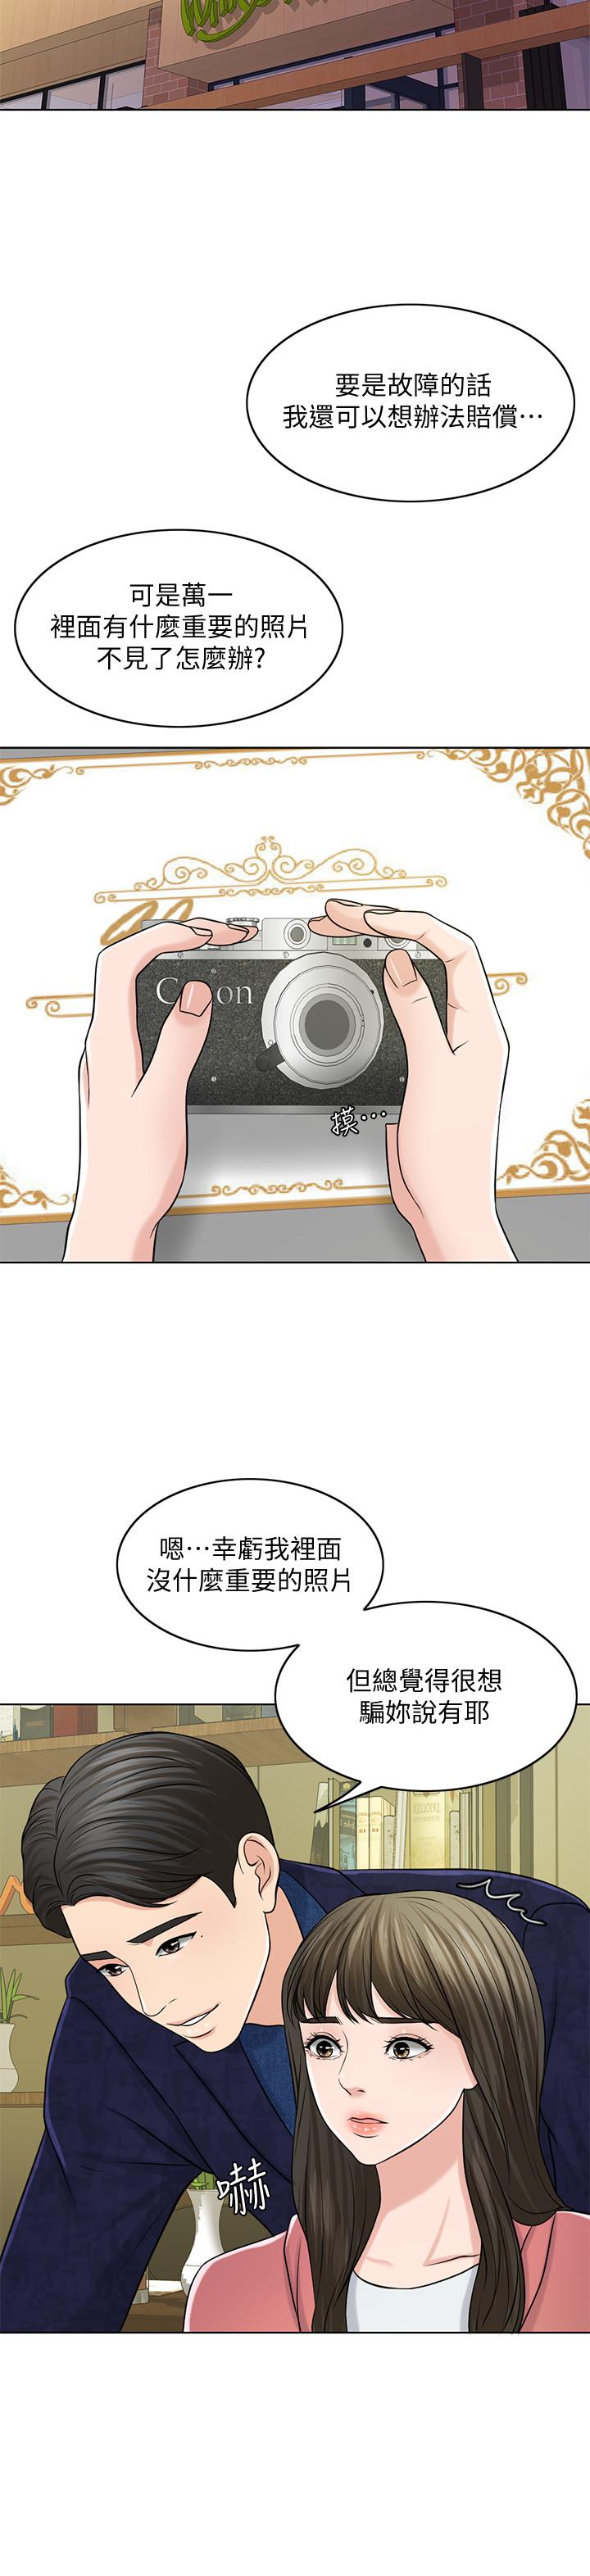 要是故障的話
我還可以想辦法賠償…
可是萬一
裡面有什麼重要的照片
不見了怎麼辦?
摸…
嗯…幸虧我裡面
沒什麼重要的照片
但總覺得很想
騙妳說有耶
嚇